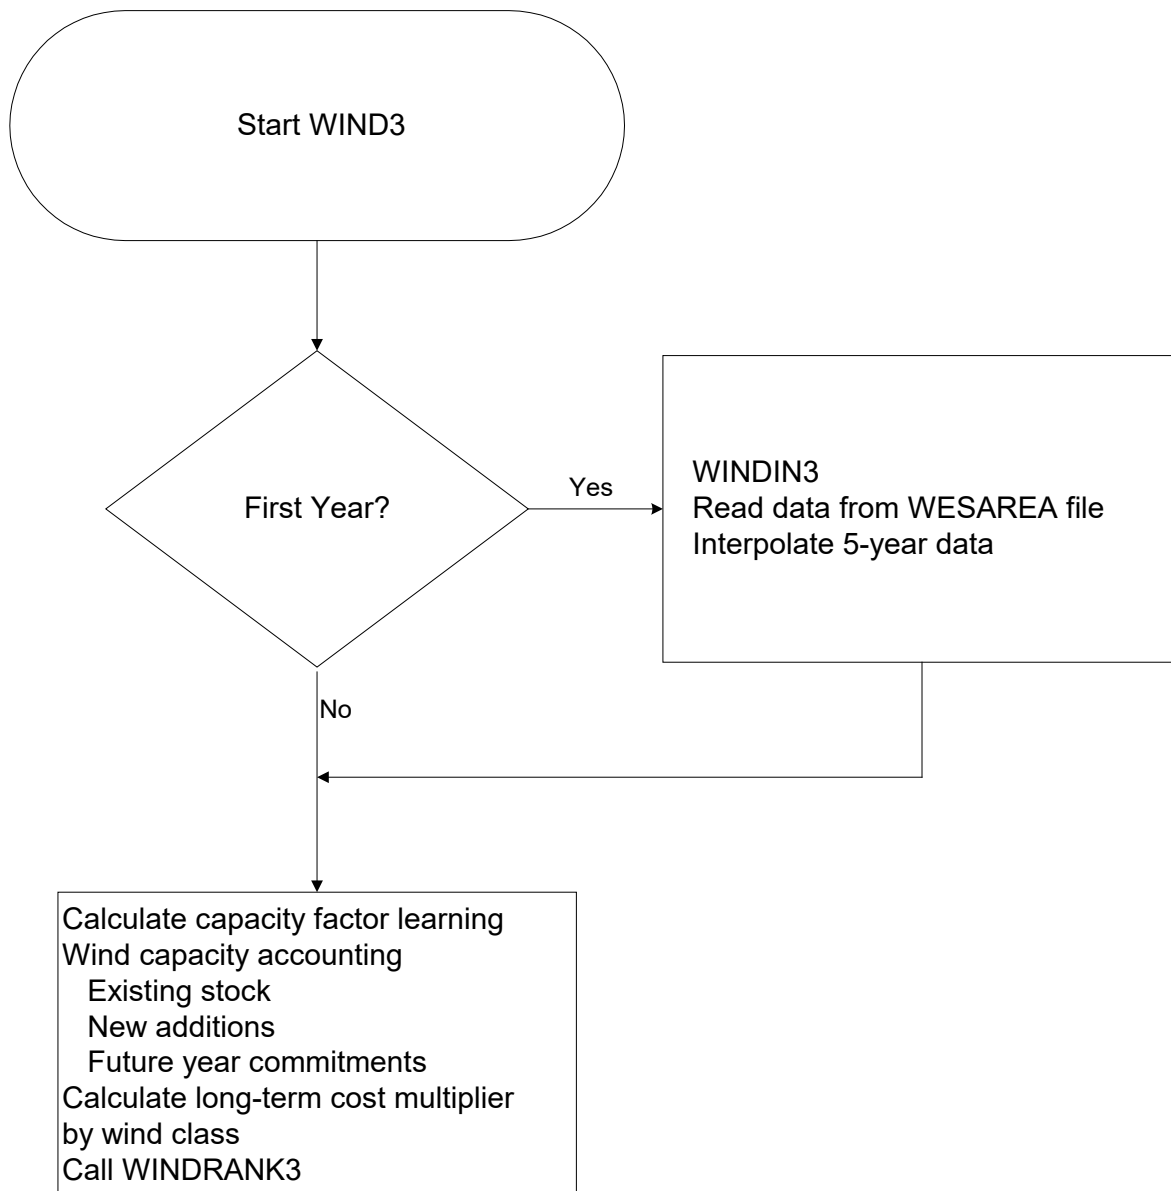 Start WIND3
First Year?
Yes
WINDIN3
Read data from WESAREA file
Interpolate 5-year data
No
Calculate capacity factor learning
Wind capacity accounting
Existing stock
New additions
Future year commitments
Calculate long-term cost multiplier
by wind class
Call WINDRANK3